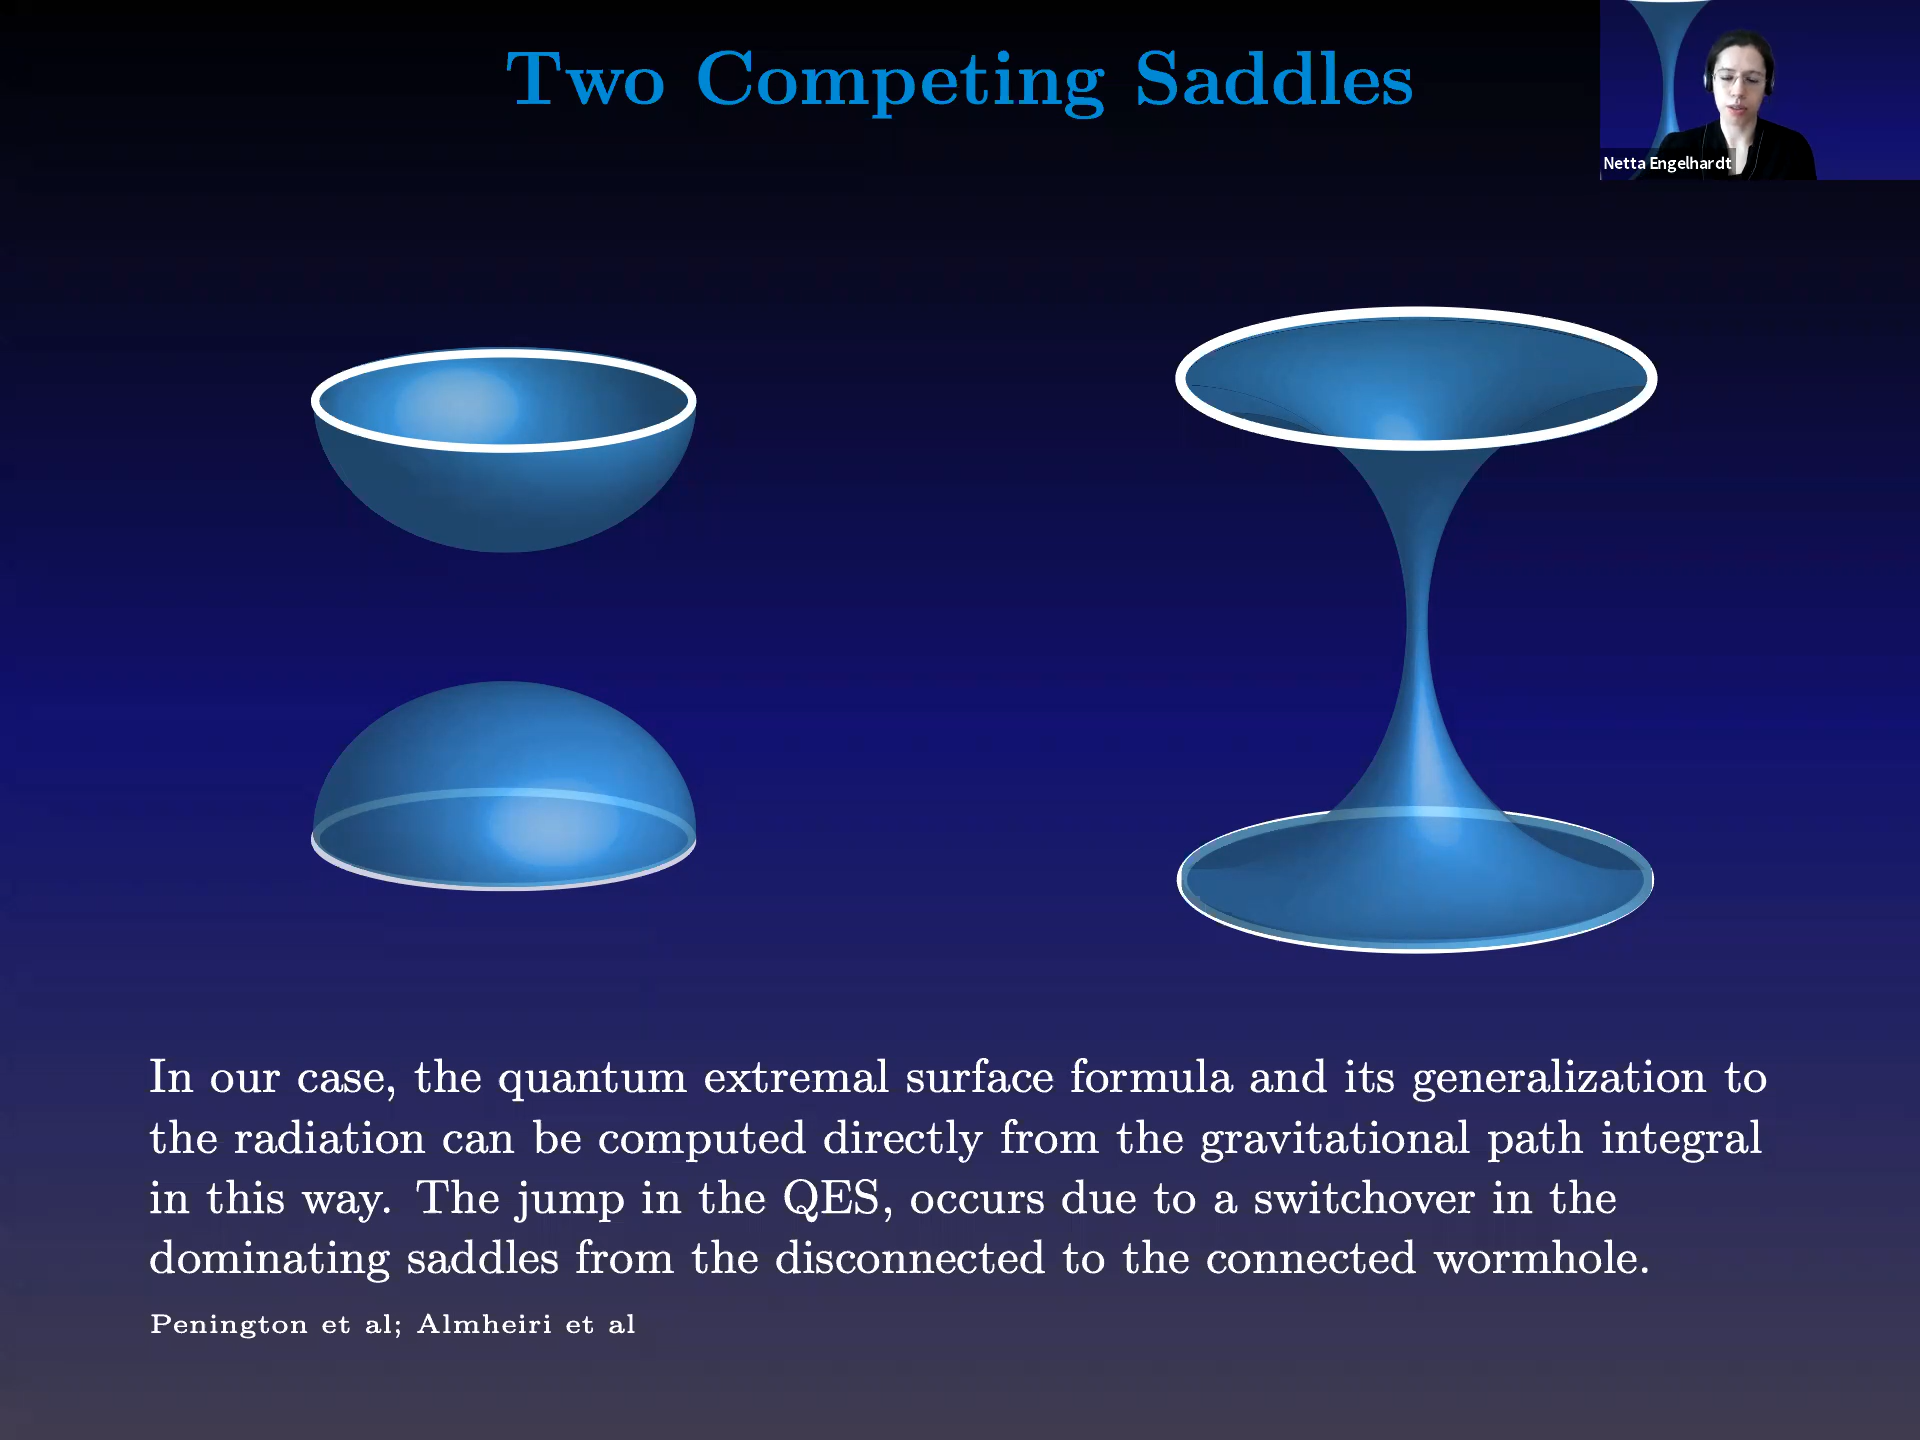 Two Competing Saddles
Netta Engelhardt
In our case, the quantum extremal surface formula and its generalization to
the radiation can be computed directly from the gravitational path integral
in this way. The jump in the QES, occurs due to a switchover in the
dominating saddles from the disconnected to the connected wormhole.
Penington et al; Almheiri et al